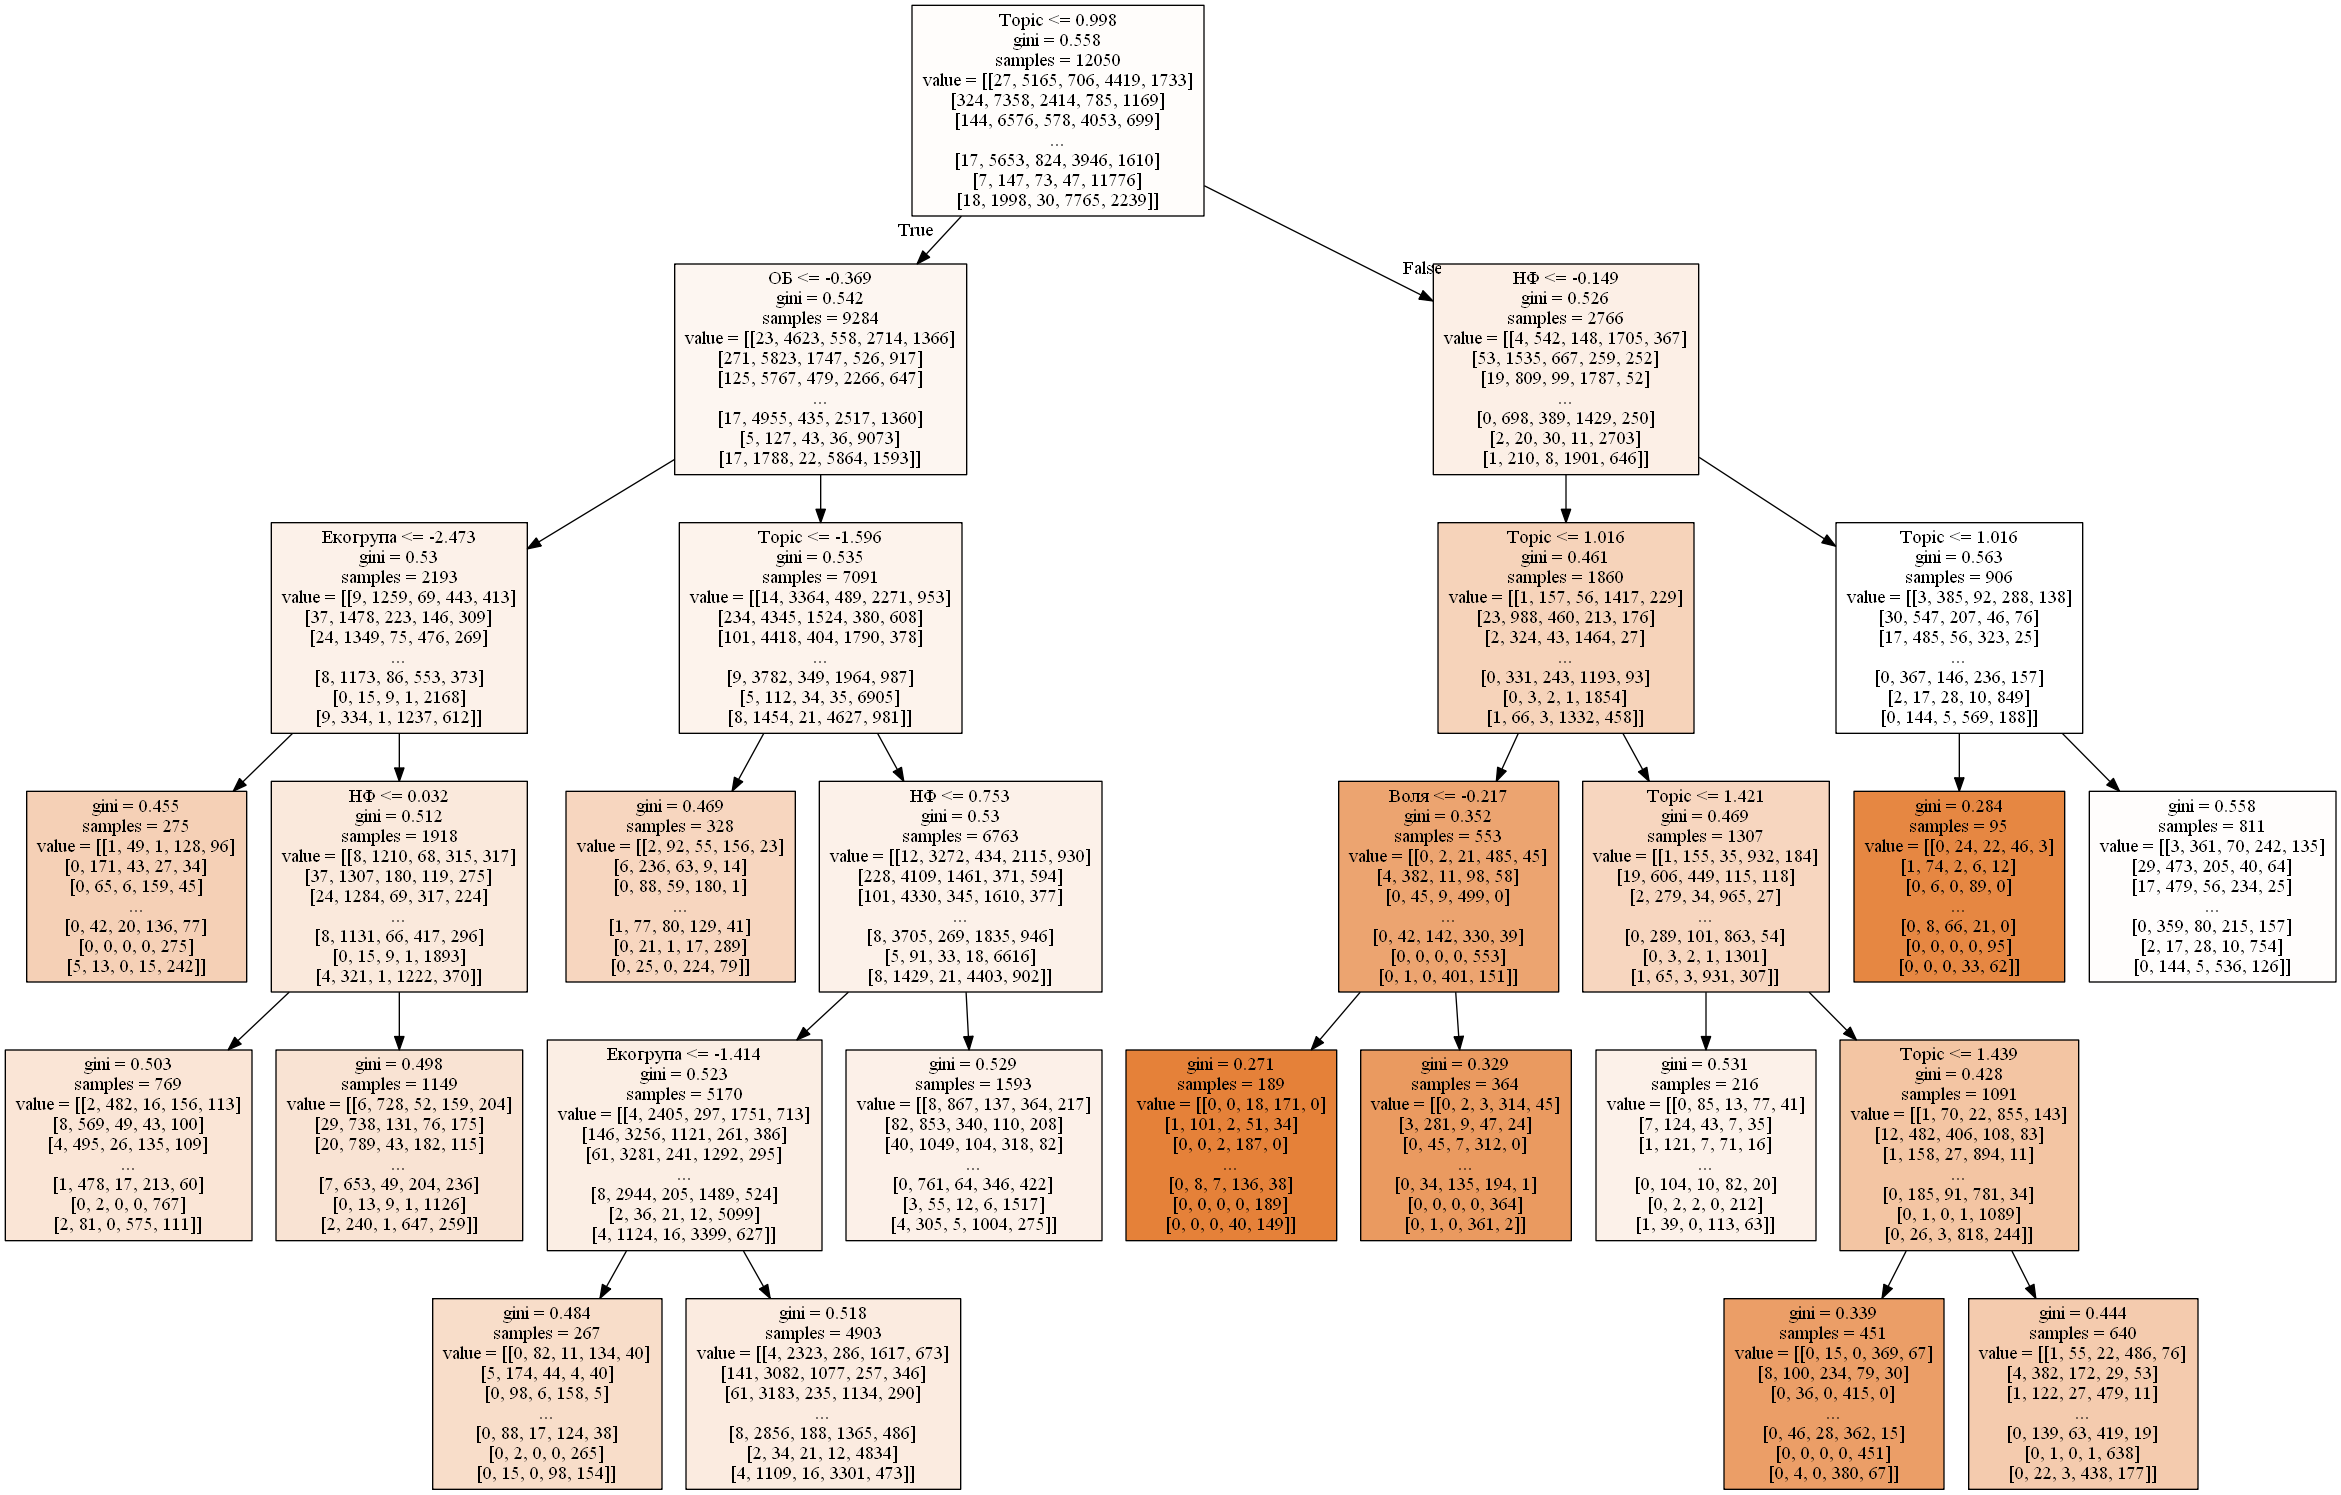 Topic <= 0.998
gini = 0.558
samples = 12050
value = [[27, 5165, 706, 4419, 1733]
[324, 7358, 2414, 785, 1169]
[144, 6576, 578, 4053, 699]
...
[17, 5653, 824, 3946, 1610]
[7, 147, 73, 47, 11776]
[18, 1998, 30, 7765, 2239]]
True
False
ОБ <= -0.369
gini = 0.542
samples = 9284
value = [[23, 4623, 558, 2714, 1366]
[271, 5823, 1747, 526, 917]
[125, 5767, 479, 2266, 647]
...
[17, 4955, 435, 2517, 1360]
[5, 127, 43, 36, 9073]
[17, 1788, 22, 5864, 1593]]
НФ <= -0.149
gini = 0.526
samples = 2766
value = [[4, 542, 148, 1705, 367]
[53, 1535, 667, 259, 252]
[19, 809, 99, 1787, 52]
...
[0, 698, 389, 1429, 250]
[2, 20, 30, 11, 2703]
[1, 210, 8, 1901, 646]]
Екогрупа <= -2.473
gini = 0.53
samples = 2193
value = [[9, 1259, 69, 443, 413]
[37, 1478, 223, 146, 309]
[24, 1349, 75, 476, 269]
...
[8, 1173, 86, 553, 373]
[0, 15, 9, 1, 2168]
[9, 334, 1, 1237, 612]]
Topic <= -1.596
gini = 0.535
samples = 7091
value = [[14, 3364, 489, 2271, 953]
[234, 4345, 1524, 380, 608]
[101, 4418, 404, 1790, 378]
...
[9, 3782, 349, 1964, 987]
[5, 112, 34, 35, 6905]
[8, 1454, 21, 4627, 981]]
Topic <= 1.016
gini = 0.461
samples = 1860
value = [[1, 157, 56, 1417, 229]
[23, 988, 460, 213, 176]
[2, 324, 43, 1464, 27]
...
[0, 331, 243, 1193, 93]
[0, 3, 2, 1, 1854]
[1, 66, 3, 1332, 458]]
Topic <= 1.016
gini = 0.563
samples = 906
value = [[3, 385, 92, 288, 138]
[30, 547, 207, 46, 76]
[17, 485, 56, 323, 25]
...
[0, 367, 146, 236, 157]
[2, 17, 28, 10, 849]
[0, 144, 5, 569, 188]]
gini = 0.455
samples = 275
value = [[1, 49, 1, 128, 96]
[0, 171, 43, 27, 34]
[0, 65, 6, 159, 45]
...
[0, 42, 20, 136, 77]
[0, 0, 0, 0, 275]
[5, 13, 0, 15, 242]]
НФ <= 0.032
gini = 0.512
samples = 1918
value = [[8, 1210, 68, 315, 317]
[37, 1307, 180, 119, 275]
[24, 1284, 69, 317, 224]
...
[8, 1131, 66, 417, 296]
[0, 15, 9, 1, 1893]
[4, 321, 1, 1222, 370]]
gini = 0.469
samples = 328
value = [[2, 92, 55, 156, 23]
[6, 236, 63, 9, 14]
[0, 88, 59, 180, 1]
...
[1, 77, 80, 129, 41]
[0, 21, 1, 17, 289]
[0, 25, 0, 224, 79]]
НФ <= 0.753
gini = 0.53
samples = 6763
value = [[12, 3272, 434, 2115, 930]
[228, 4109, 1461, 371, 594]
[101, 4330, 345, 1610, 377]
...
[8, 3705, 269, 1835, 946]
[5, 91, 33, 18, 6616]
[8, 1429, 21, 4403, 902]]
Воля <= -0.217
gini = 0.352
samples = 553
value = [[0, 2, 21, 485, 45]
[4, 382, 11, 98, 58]
[0, 45, 9, 499, 0]
...
[0, 42, 142, 330, 39]
[0, 0, 0, 0, 553]
[0, 1, 0, 401, 151]]
Topic <= 1.421
gini = 0.469
samples = 1307
value = [[1, 155, 35, 932, 184]
[19, 606, 449, 115, 118]
[2, 279, 34, 965, 27]
...
[0, 289, 101, 863, 54]
[0, 3, 2, 1, 1301]
[1, 65, 3, 931, 307]]
gini = 0.284
samples = 95
value = [[0, 24, 22, 46, 3]
[1, 74, 2, 6, 12]
[0, 6, 0, 89, 0]
...
[0, 8, 66, 21, 0]
[0, 0, 0, 0, 95]
[0, 0, 0, 33, 62]]
gini = 0.558
samples = 811
value = [[3, 361, 70, 242, 135]
[29, 473, 205, 40, 64]
[17, 479, 56, 234, 25]
...
[0, 359, 80, 215, 157]
[2, 17, 28, 10, 754]
[0, 144, 5, 536, 126]]
gini = 0.503
samples = 769
value = [[2, 482, 16, 156, 113]
[8, 569, 49, 43, 100]
[4, 495, 26, 135, 109]
...
[1, 478, 17, 213, 60]
[0, 2, 0, 0, 767]
[2, 81, 0, 575, 111]]
gini = 0.498
samples = 1149
value = [[6, 728, 52, 159, 204]
[29, 738, 131, 76, 175]
[20, 789, 43, 182, 115]
...
[7, 653, 49, 204, 236]
[0, 13, 9, 1, 1126]
[2, 240, 1, 647, 259]]
Екогрупа <= -1.414
gini = 0.523
samples = 5170
value = [[4, 2405, 297, 1751, 713]
[146, 3256, 1121, 261, 386]
[61, 3281, 241, 1292, 295]
...
[8, 2944, 205, 1489, 524]
[2, 36, 21, 12, 5099]
[4, 1124, 16, 3399, 627]]
gini = 0.529
samples = 1593
value = [[8, 867, 137, 364, 217]
[82, 853, 340, 110, 208]
[40, 1049, 104, 318, 82]
...
[0, 761, 64, 346, 422]
[3, 55, 12, 6, 1517]
[4, 305, 5, 1004, 275]]
gini = 0.271
samples = 189
value = [[0, 0, 18, 171, 0]
[1, 101, 2, 51, 34]
[0, 0, 2, 187, 0]
...
[0, 8, 7, 136, 38]
[0, 0, 0, 0, 189]
[0, 0, 0, 40, 149]]
gini = 0.329
samples = 364
value = [[0, 2, 3, 314, 45]
[3, 281, 9, 47, 24]
[0, 45, 7, 312, 0]
...
[0, 34, 135, 194, 1]
[0, 0, 0, 0, 364]
[0, 1, 0, 361, 2]]
gini = 0.531
samples = 216
value = [[0, 85, 13, 77, 41]
[7, 124, 43, 7, 35]
[1, 121, 7, 71, 16]
...
[0, 104, 10, 82, 20]
[0, 2, 2, 0, 212]
[1, 39, 0, 113, 63]]
Topic <= 1.439
gini = 0.428
samples = 1091
value = [[1, 70, 22, 855, 143]
[12, 482, 406, 108, 83]
[1, 158, 27, 894, 11]
...
[0, 185, 91, 781, 34]
[0, 1, 0, 1, 1089]
[0, 26, 3, 818, 244]]
gini = 0.484
samples = 267
value = [[0, 82, 11, 134, 40]
[5, 174, 44, 4, 40]
[0, 98, 6, 158, 5]
...
[0, 88, 17, 124, 38]
[0, 2, 0, 0, 265]
[0, 15, 0, 98, 154]]
gini = 0.518
samples = 4903
value = [[4, 2323, 286, 1617, 673]
[141, 3082, 1077, 257, 346]
[61, 3183, 235, 1134, 290]
...
[8, 2856, 188, 1365, 486]
[2, 34, 21, 12, 4834]
[4, 1109, 16, 3301, 473]]
gini = 0.339
samples = 451
value = [[0, 15, 0, 369, 67]
[8, 100, 234, 79, 30]
[0, 36, 0, 415, 0]
...
[0, 46, 28, 362, 15]
[0, 0, 0, 0, 451]
[0, 4, 0, 380, 67]]
gini = 0.444
samples = 640
value = [[1, 55, 22, 486, 76]
[4, 382, 172, 29, 53]
[1, 122, 27, 479, 11]
...
[0, 139, 63, 419, 19]
[0, 1, 0, 1, 638]
[0, 22, 3, 438, 177]]